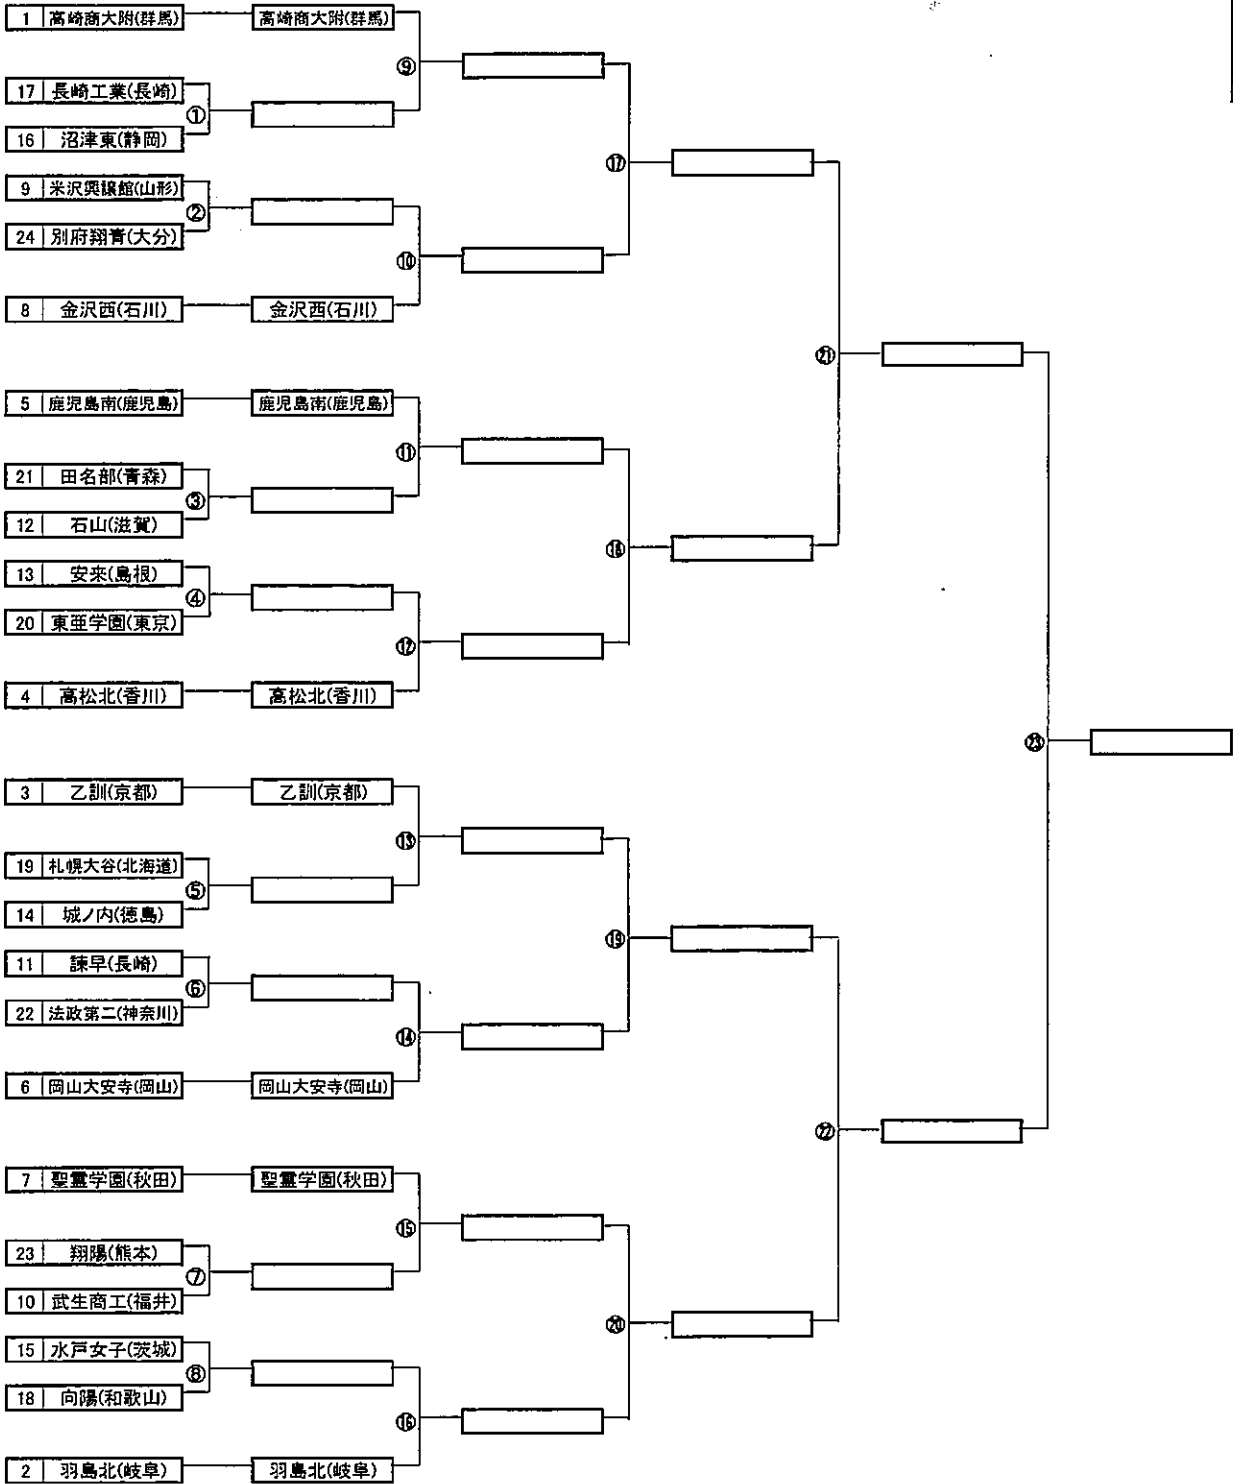 1 高崎商大附(群馬) 高崎商大附(群馬)
⑨
17 長崎工業(長崎)
①
16 沼津東(静岡)
⑰
9 米沢興譲館(山形)
②
24 別府翔青(大分)
⑩
8 金沢西(石川) 金沢西(石川)
㉑
5 鹿児島南(鹿児島) 鹿児島南(鹿児島)
⑪
21 田名部(青森)
③
12 石山(滋賀)
⑱
13 安来(島根)
④
20 東亜学園(東京)
⑫
4 高松北(香川) 高松北(香川)
㉓
3 乙訓(京都) 乙訓(京都)
⑬
19 札幌大谷(北海道)
⑤
14 城ノ内(徳島)
⑲
11 諫早(長崎)
⑥
22 法政第二(神奈川)
⑭
6 岡山大安寺(岡山) 岡山大安寺(岡山)
㉒
7 聖霊学園(秋田) 聖霊学園(秋田)
⑮
23 翔陽(熊本)
⑦
10 武生商工(福井)
⑳
15 水戸女子(茨城)
⑧
18 向陽(和歌山)
⑯
2 羽島北(岐阜) 羽島北(岐阜)